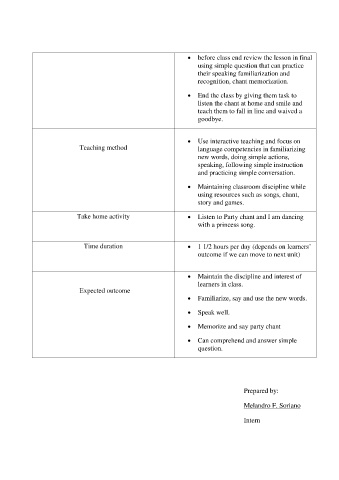 before class end review the lesson in final
using simple question that can practice
their speaking familiarization and
recognition, chant memorization.
End the class by giving them task to
listen the chant at home and smile and
teach them to fall in line and waived a
goodbye.
Teaching method
Use interactive teaching and focus on
language competencies in familiarizing
new words, doing simple actions,
speaking, following simple instruction
and practicing simple conversation.
Maintaining classroom discipline while
using resources such as songs, chant,
story and games.
Take home activity
Listen to Party chant and I am dancing
with a princess song.
Time duration
1 1/2 hours per day (depends on learners'
outcome if we can move to next unit)
Expected outcome
Maintain the discipline and interest of
learners in class.
Familiarize, say and use the new words.
Speak well.
Memorize and say party chant
Can comprehend and answer simple
question.
Prepared by:
Melandro F. Soriano
Intern